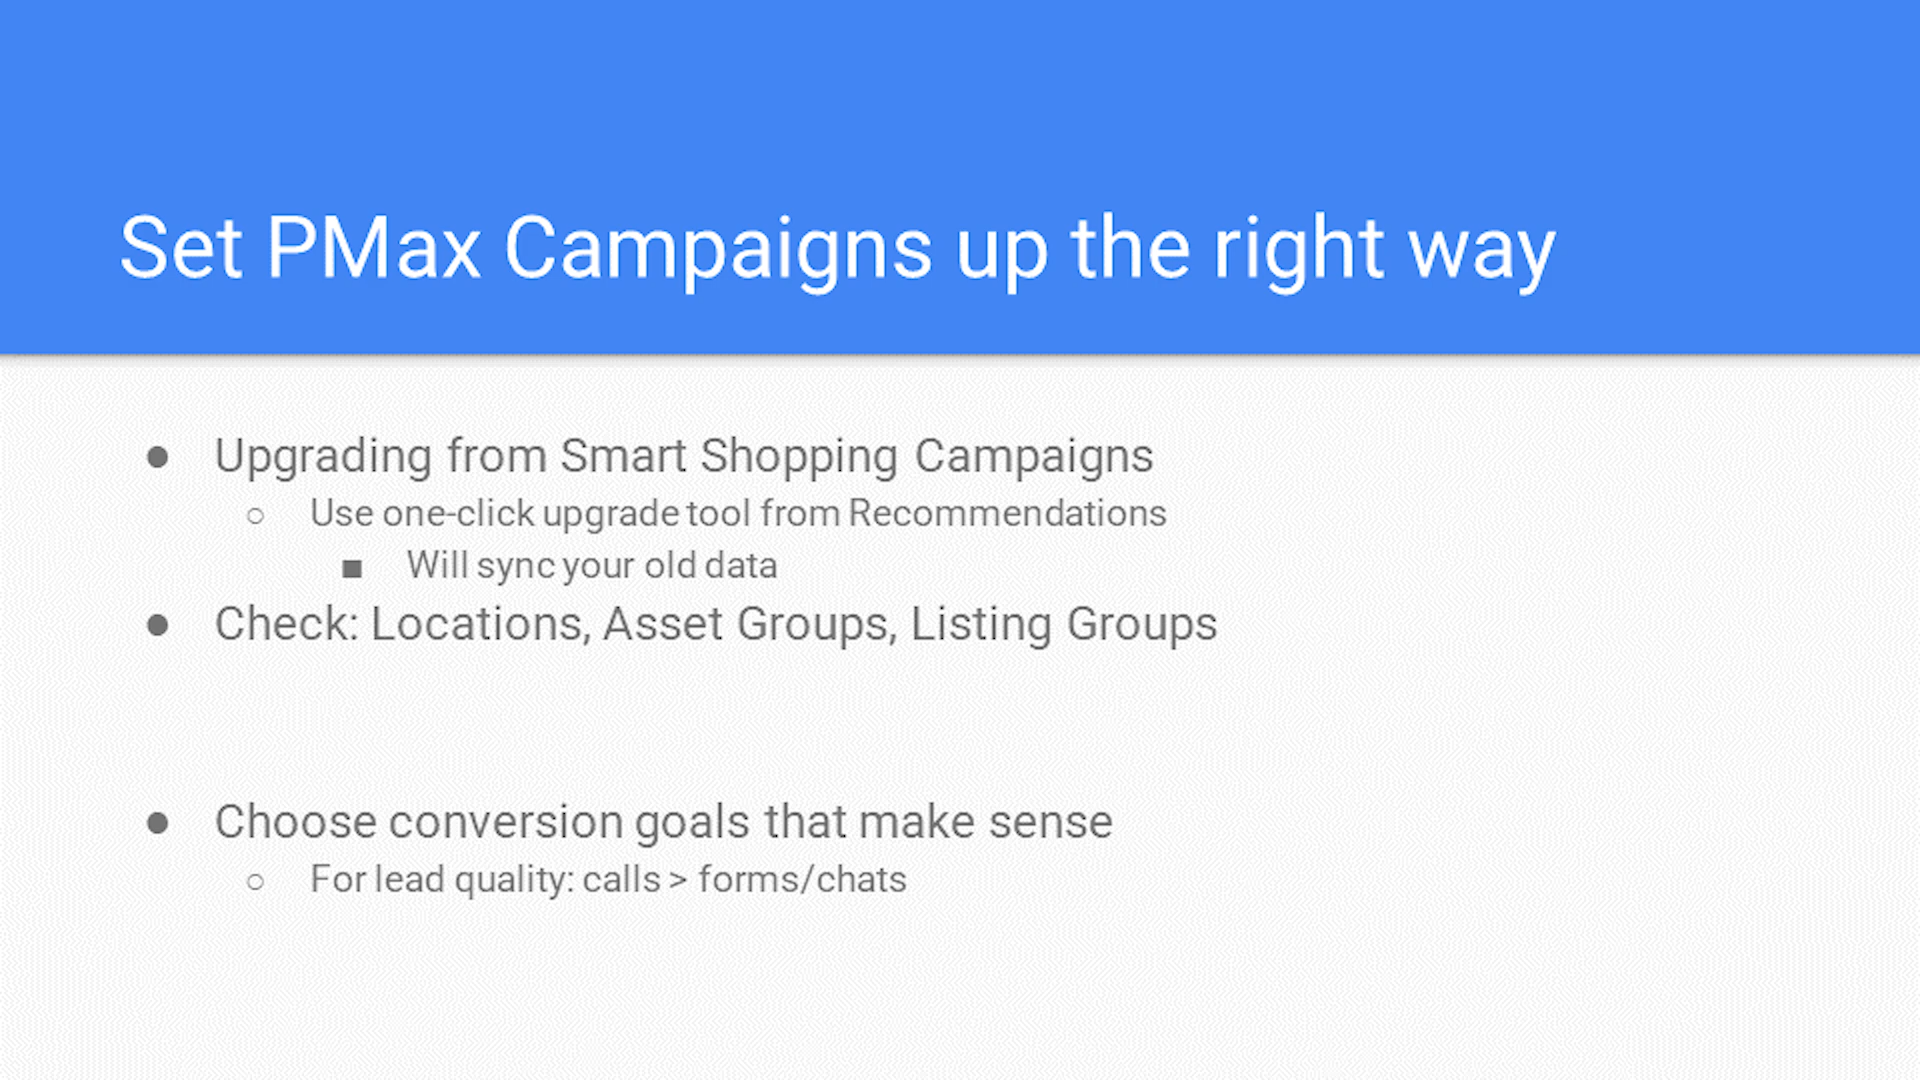 Set PMax Campaigns up the right way
● Upgrading from Smart Shopping Campaigns
○ Use one-click upgrade tool from Recommendations
■ Will sync your old data
● Check: Locations, Asset Groups, Listing Groups
● Choose conversion goals that make sense
○ For lead quality: calls > forms/chats